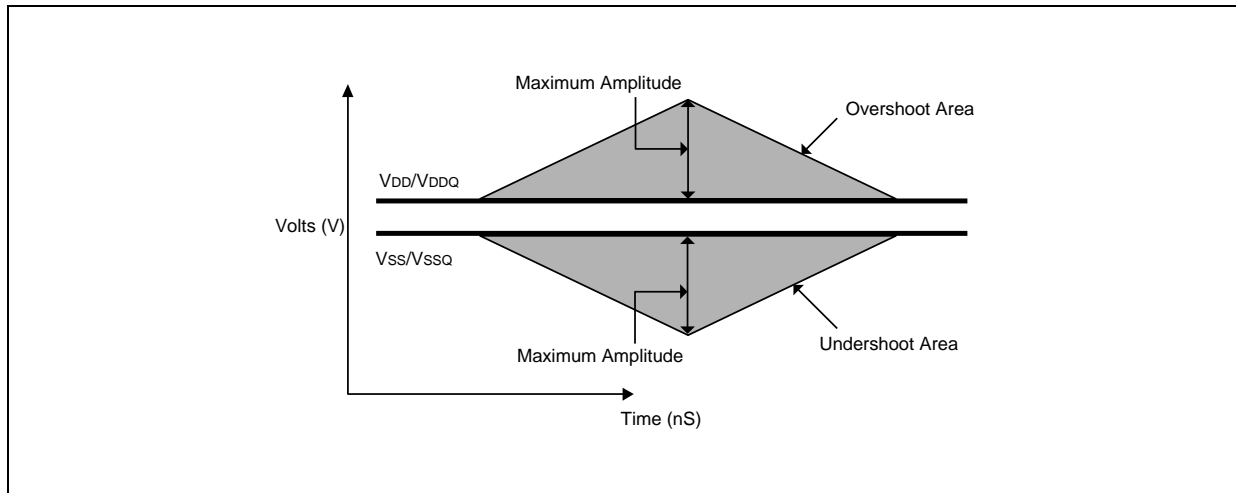 Maximum Amplitude
Overshoot Area
VDD/VDDQ
Volts (V)
VSS/VSSQ
Maximum Amplitude
Undershoot Area
Time (nS)